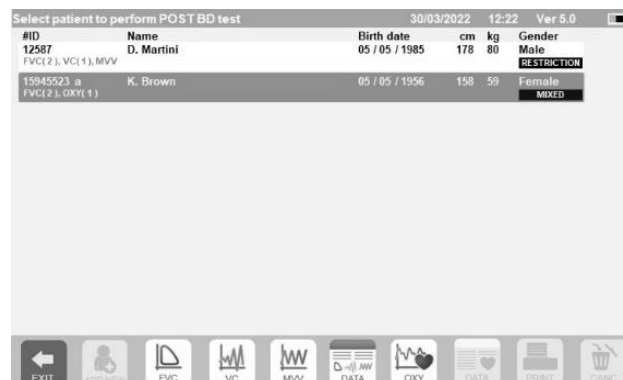 Select patient to perform POST BD test 30/03/2022 12:22 Ver 5.0
#ID Name Birth date cm kg Gender
12587 D. Martini 05 / 05 / 1985 178 80 Male
FVC( 2 ), VC( 1 ), MVV RESTRICTION
15945523 a K. Brown 05 / 05 / 1956 158 59 Female
FVC( 2 ), OXY( 1 ) MIXED
EXIT ADD NEW FVC VC MVV DATA OXY DATA PRINT CANC